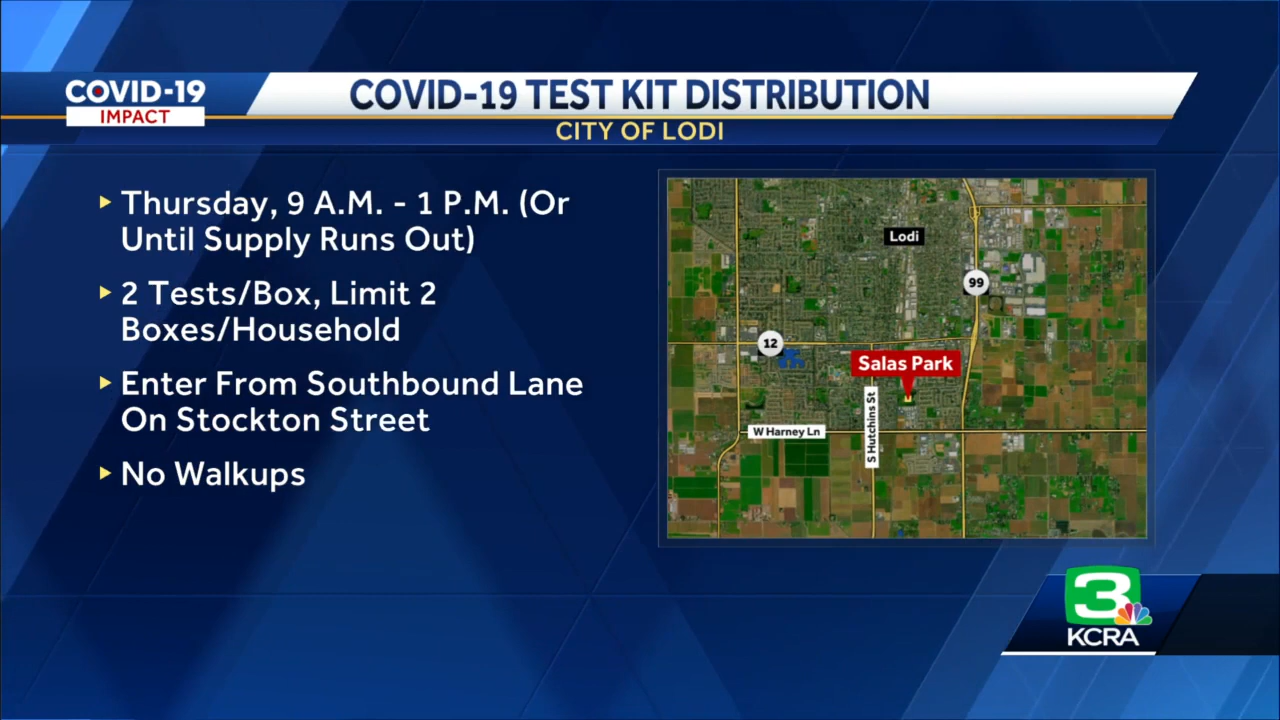 COVID-19
IMPACT
COVID-19 TEST KIT DISTRIBUTION
CITY OF LODI
Thursday, 9 A.M. - 1 P.M. (Or
Until Supply Runs Out)
2 Tests/Box, Limit 2
Boxes/Household
Enter From Southbound Lane
On Stockton Street
No Walkups
Lodi
99
12
Salas Park
S Hutchins St
W Harney Ln
3
KCRA